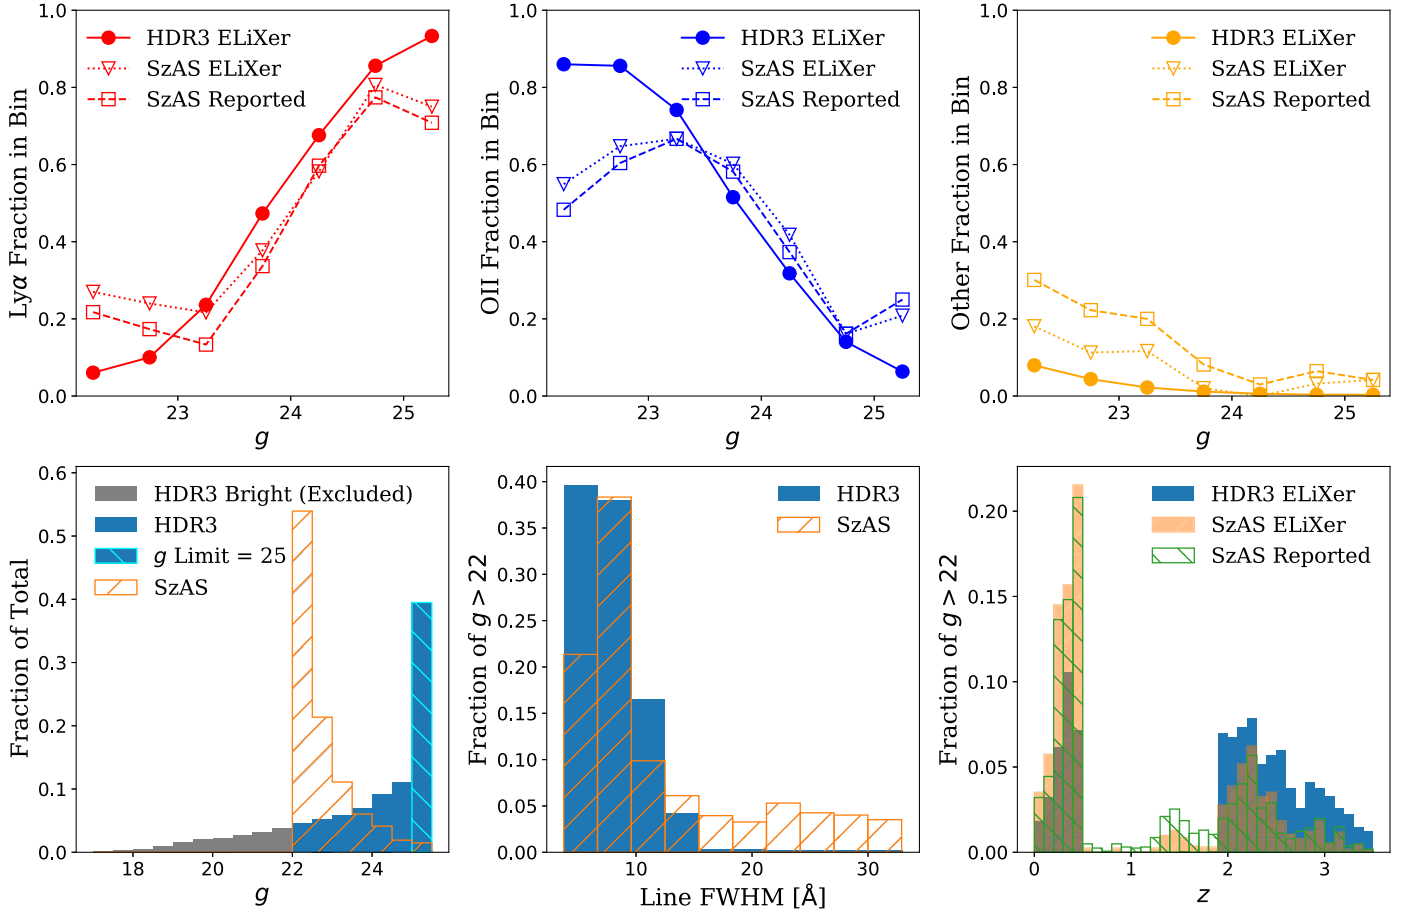 1.0
0.8
0.6
0.4
0.2
0.0
Lyα Fraction in Bin
HDR3 ELiXer
SzAS ELiXer
SzAS Reported
23
24
25
g
1.0
0.8
0.6
0.4
0.2
0.0
OII Fraction in Bin
HDR3 ELiXer
SzAS ELiXer
SzAS Reported
23
24
25
g
1.0
0.8
0.6
0.4
0.2
0.0
Other Fraction in Bin
HDR3 ELiXer
SzAS ELiXer
SzAS Reported
23
24
25
g
0.6
0.5
0.4
0.3
0.2
0.1
0.0
Fraction of Total
HDR3 Bright (Excluded)
HDR3
g Limit = 25
SzAS
18
20
22
24
g
0.40
0.35
0.30
0.25
0.20
0.15
0.10
0.05
0.00
Fraction of g > 22
HDR3
SzAS
10
20
30
Line FWHM [Å]
0.20
0.15
0.10
0.05
0.00
Fraction of g > 22
HDR3 ELiXer
SzAS ELiXer
SzAS Reported
0
1
2
3
z